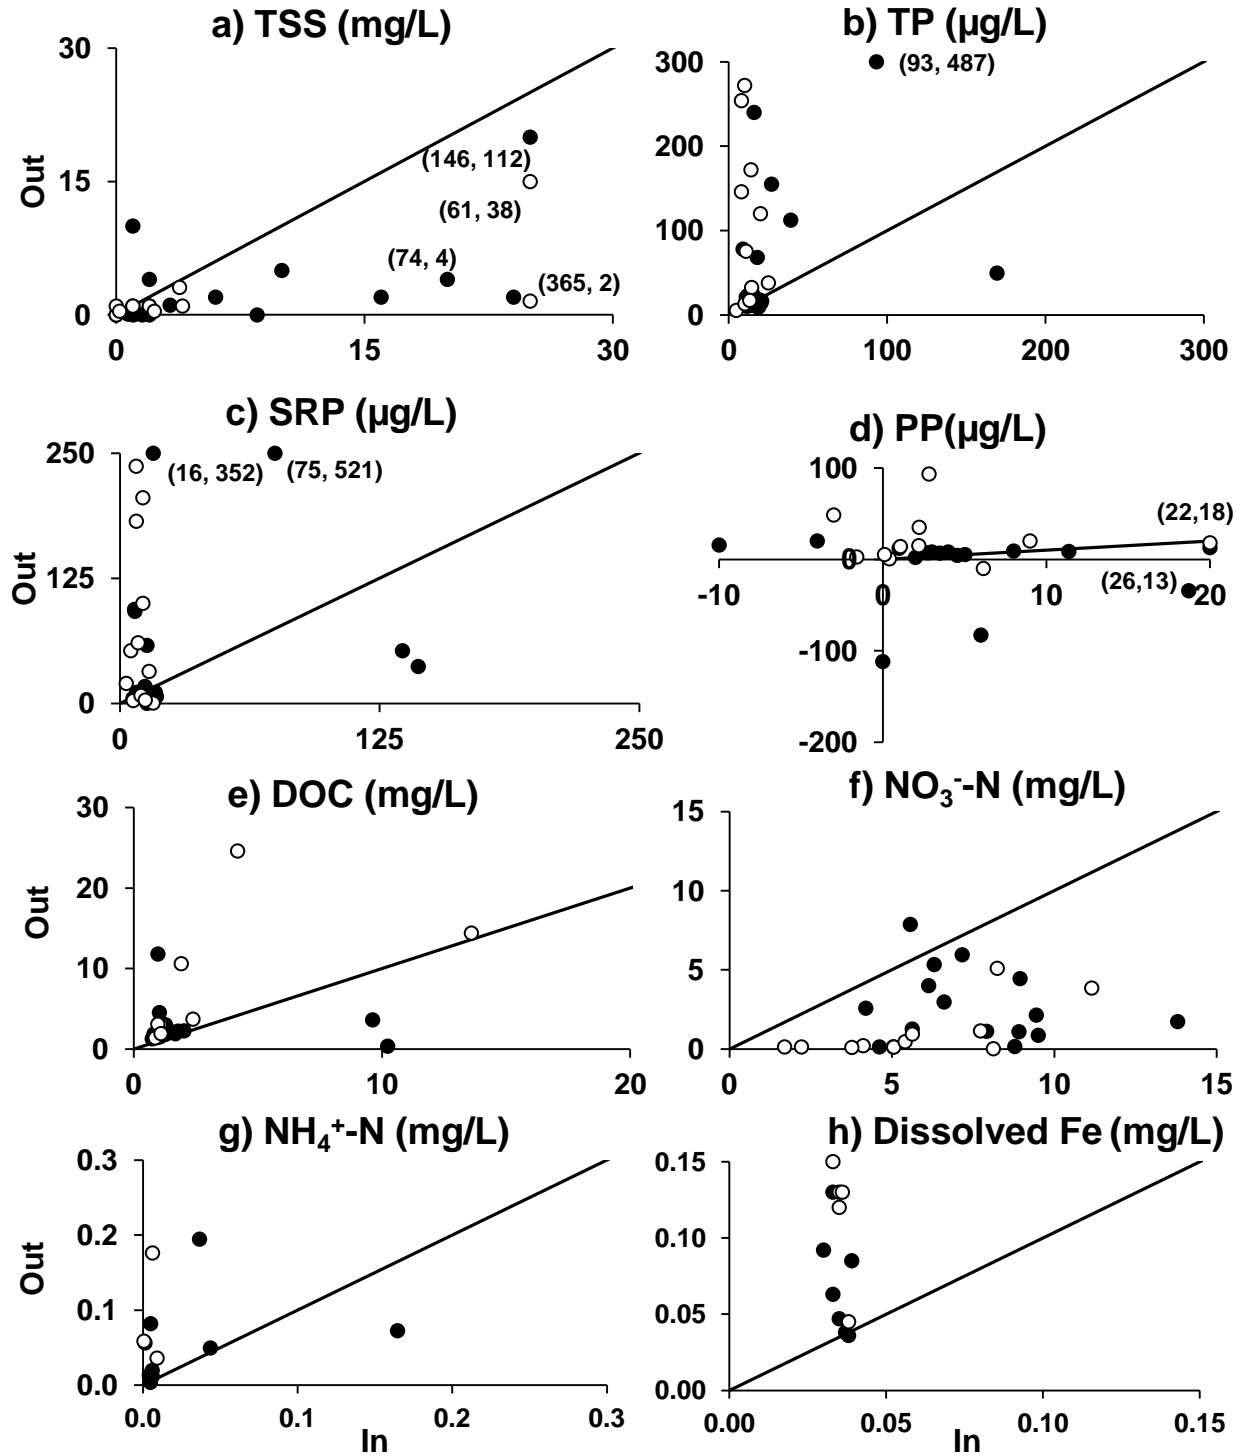 a) TSS (mg/L)
30
15
0
Out
(146, 112)
(61, 38)
(74, 4)
(365, 2)
0 15 30
b) TP (µg/L)
300
200
100
0
(93, 487)
0 100 200 300
c) SRP (µg/L)
250
125
0
Out
(16, 352) (75, 521)
0 125 250
d) PP(µg/L)
100
0
-100
-200
(22,18)
(26,13)
-10 0 10 20
e) DOC (mg/L)
30
20
10
0
Out
0 10 20
f) NO3--N (mg/L)
15
10
5
0
0 5 10 15
g) NH4+-N (mg/L)
0.3
0.2
0.1
0.0
Out
0.0 0.1 0.2 0.3
In
h) Dissolved Fe (mg/L)
0.15
0.10
0.05
0.00
0.00 0.05 0.10 0.15
In